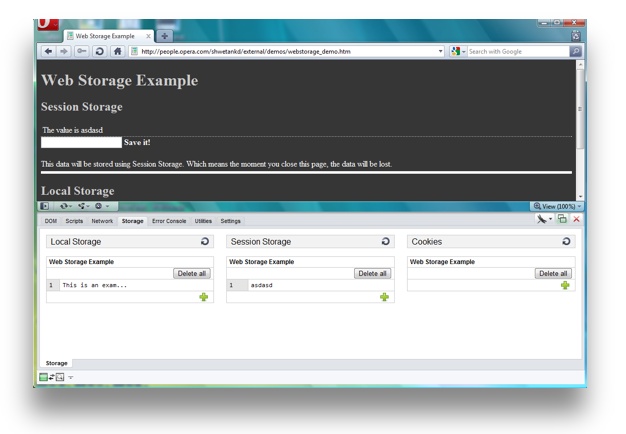 Web Storage Example
http://people.opera.com/shwetankd/external/demos/webstorage_demo.htm
Search with Google
Web Storage Example
Session Storage
The value is asdasd
Save it!
This data will be stored using Session Storage. Which means the moment you close this page, the data will be lost.
Local Storage
View (100%)
DOM Scripts Network Storage Error Console Utilities Settings
Local Storage Session Storage Cookies
Web Storage Example Web Storage Example Web Storage Example
Delete all Delete all Delete all
1 This is an exam... 1 asdasd
Storage